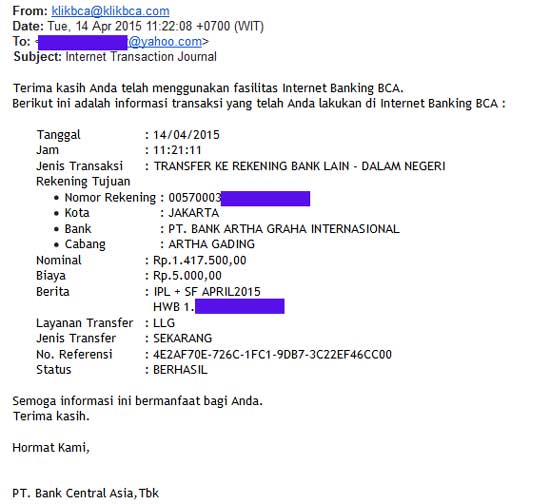 From: klikbca@klikbca.com
Date: Tue, 14 Apr 2015 11:22:08 +0700 (WIT)
To: < @yahoo.com>
Subject: Internet Transaction Journal
Terima kasih Anda telah menggunakan fasilitas Internet Banking BCA.
Berikut ini adalah informasi transaksi yang telah Anda lakukan di Internet Banking BCA :
Tanggal : 14/04/2015
Jam : 11:21:11
Jenis Transaksi : TRANSFER KE REKENING BANK LAIN - DALAM NEGERI
Rekening Tujuan
• Nomor Rekening : 00570003
• Kota : JAKARTA
• Bank : PT. BANK ARTHA GRAHA INTERNASIONAL
• Cabang : ARTHA GADING
Nominal : Rp.1.417.500,00
Biaya : Rp.5.000,00
Berita : IPL + SF APRIL2015
HWB 1.
Layanan Transfer : LLG
Jenis Transfer : SEKARANG
No. Referensi : 4E2AF70E-726C-1FC1-9DB7-3C22EF46CC00
Status : BERHASIL
Semoga informasi ini bermanfaat bagi Anda.
Terima kasih.
Hormat Kami,
PT. Bank Central Asia,Tbk